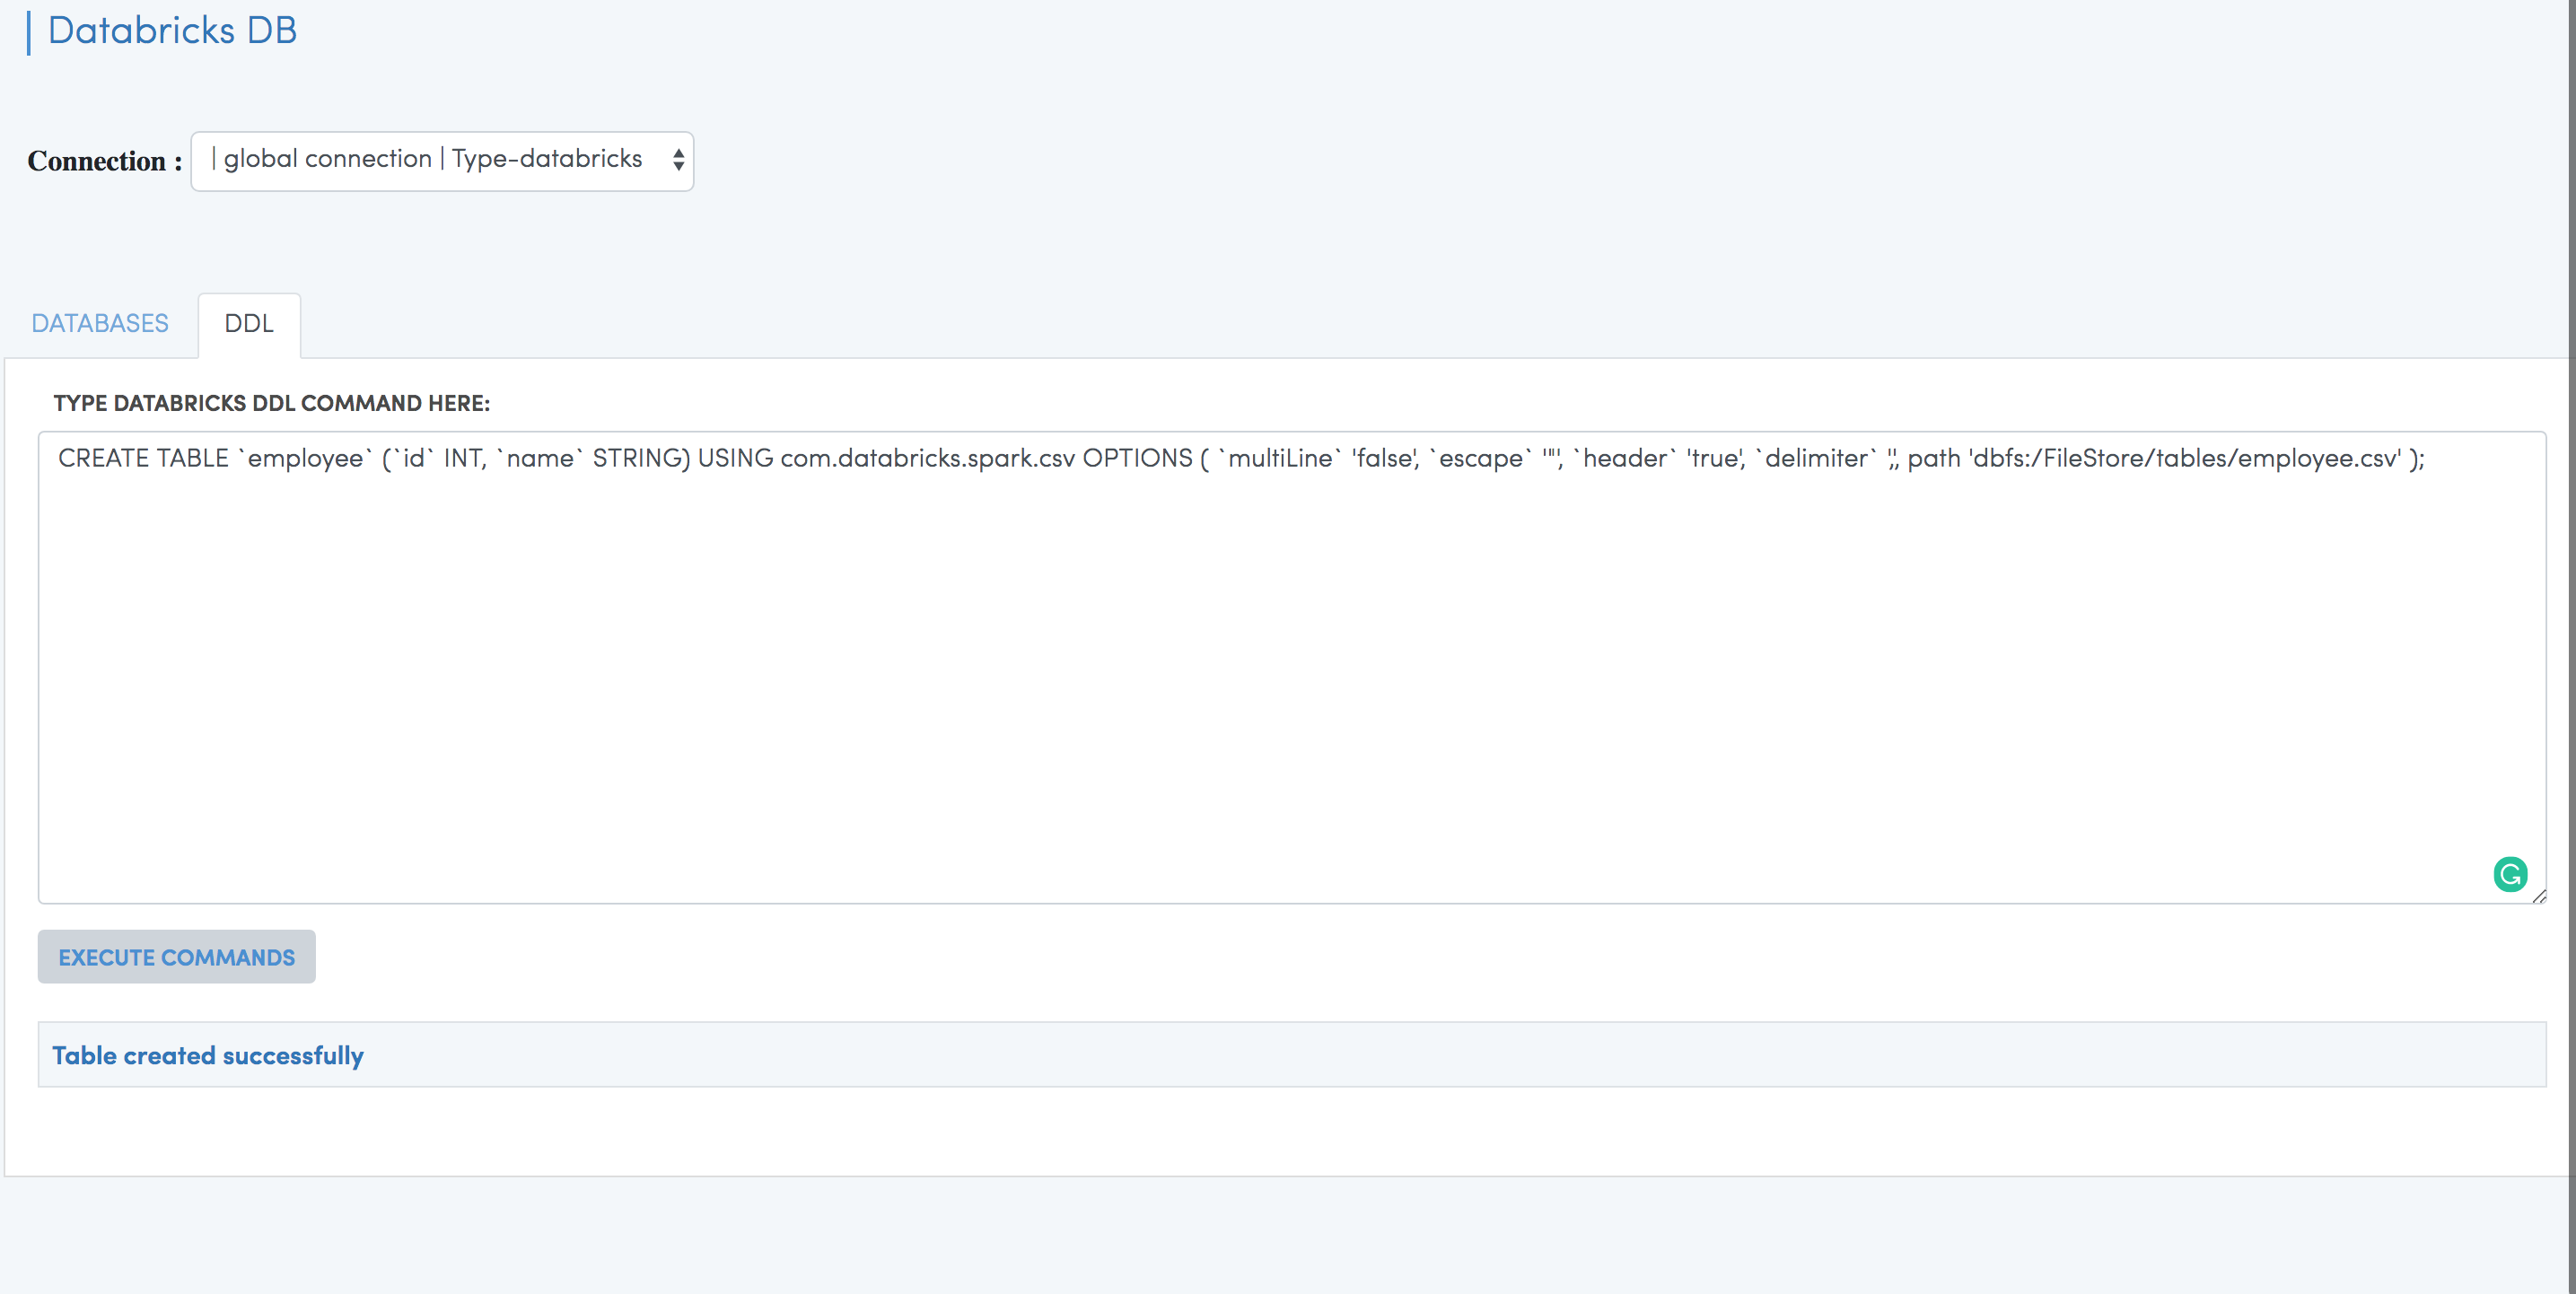 Databricks DB
Connection : | global connection | Type-databricks
DATABASES DDL
TYPE DATABRICKS DDL COMMAND HERE:
CREATE TABLE `employee` (`id` INT, `name` STRING) USING com.databricks.spark.csv OPTIONS ( `multiLine` 'false', `escape` '"', `header` 'true', `delimiter` ',', path 'dbfs:/FileStore/tables/employee.csv' );
EXECUTE COMMANDS
Table created successfully